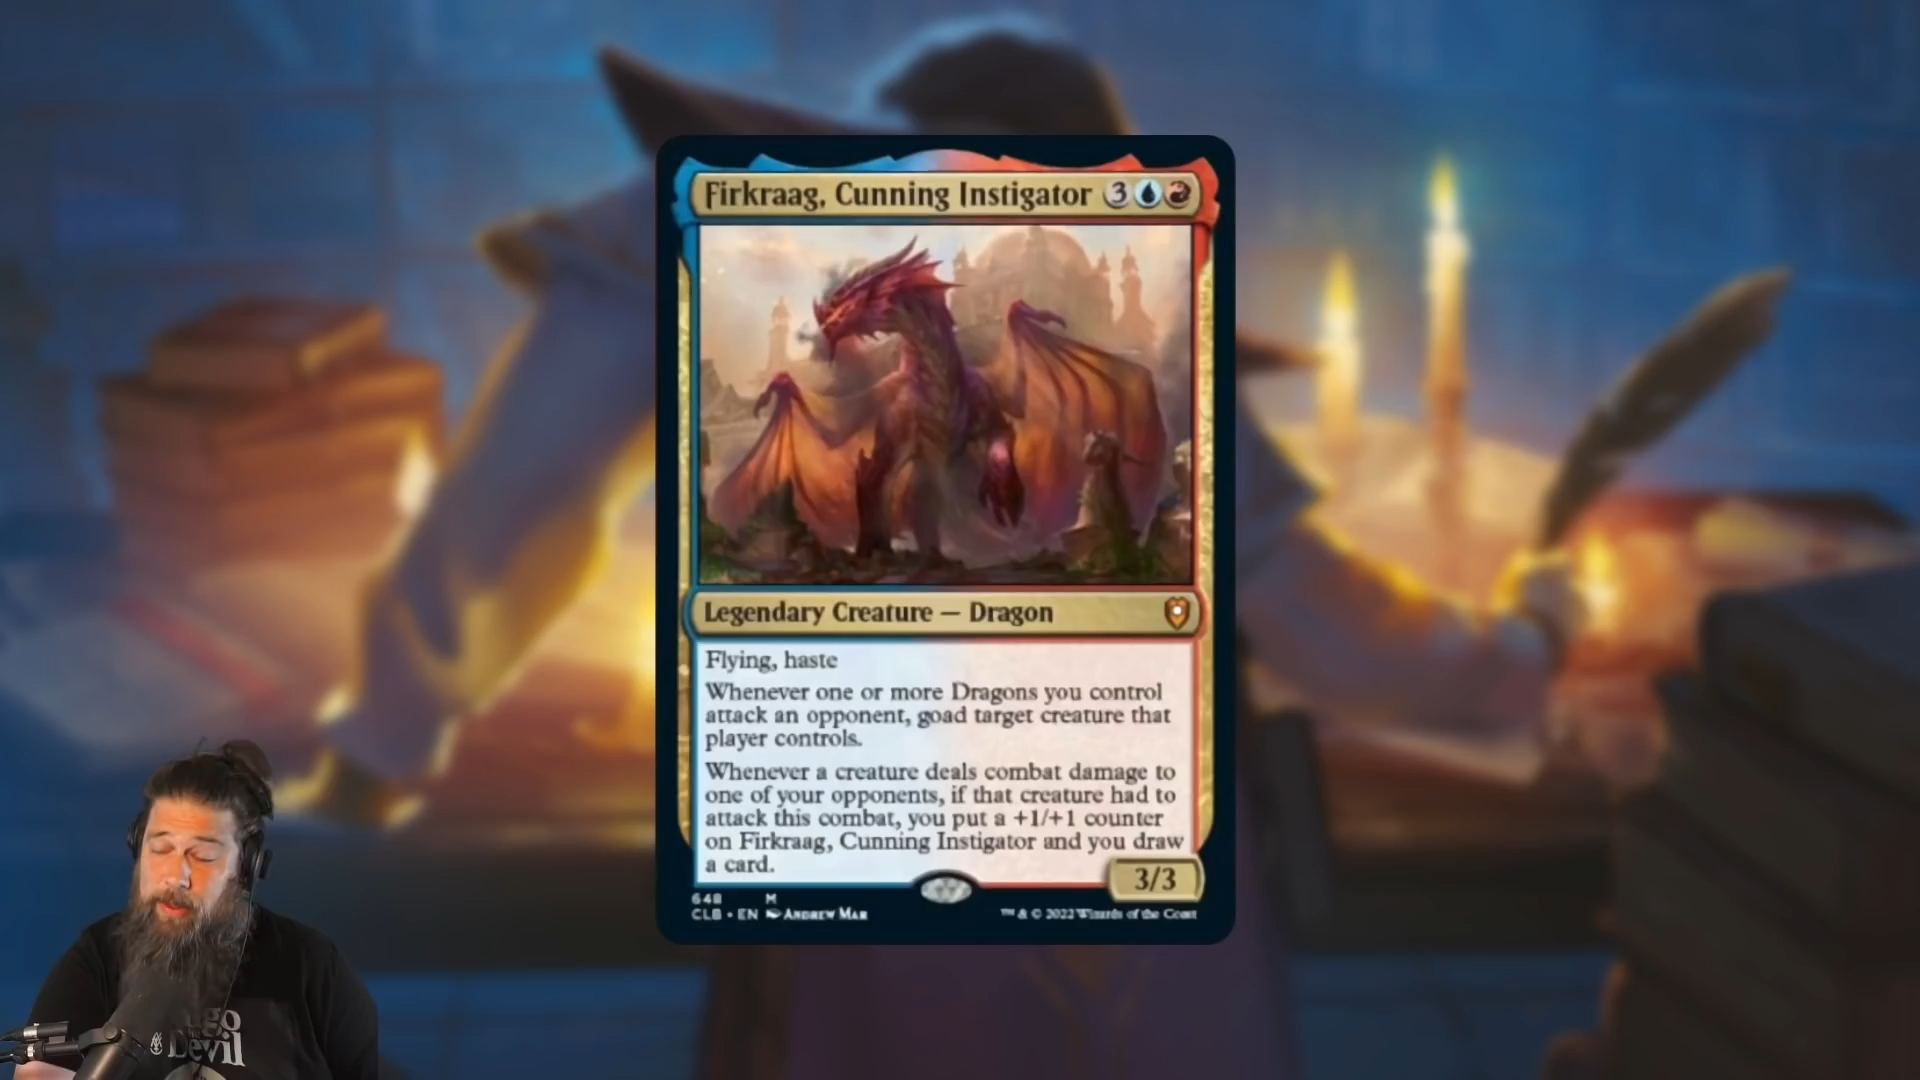 Firkraag, Cunning Instigator 3
Legendary Creature — Dragon
Flying, haste
Whenever one or more Dragons you control
attack an opponent, goad target creature that
player controls.
Whenever a creature deals combat damage to
one of your opponents, if that creature had to
attack this combat, you put a +1/+1 counter
on Firkraag, Cunning Instigator and you draw
a card.
3/3
648 M
CLB • EN Andrew Mar
™ & © 2022 Wizards of the Coast
Devil